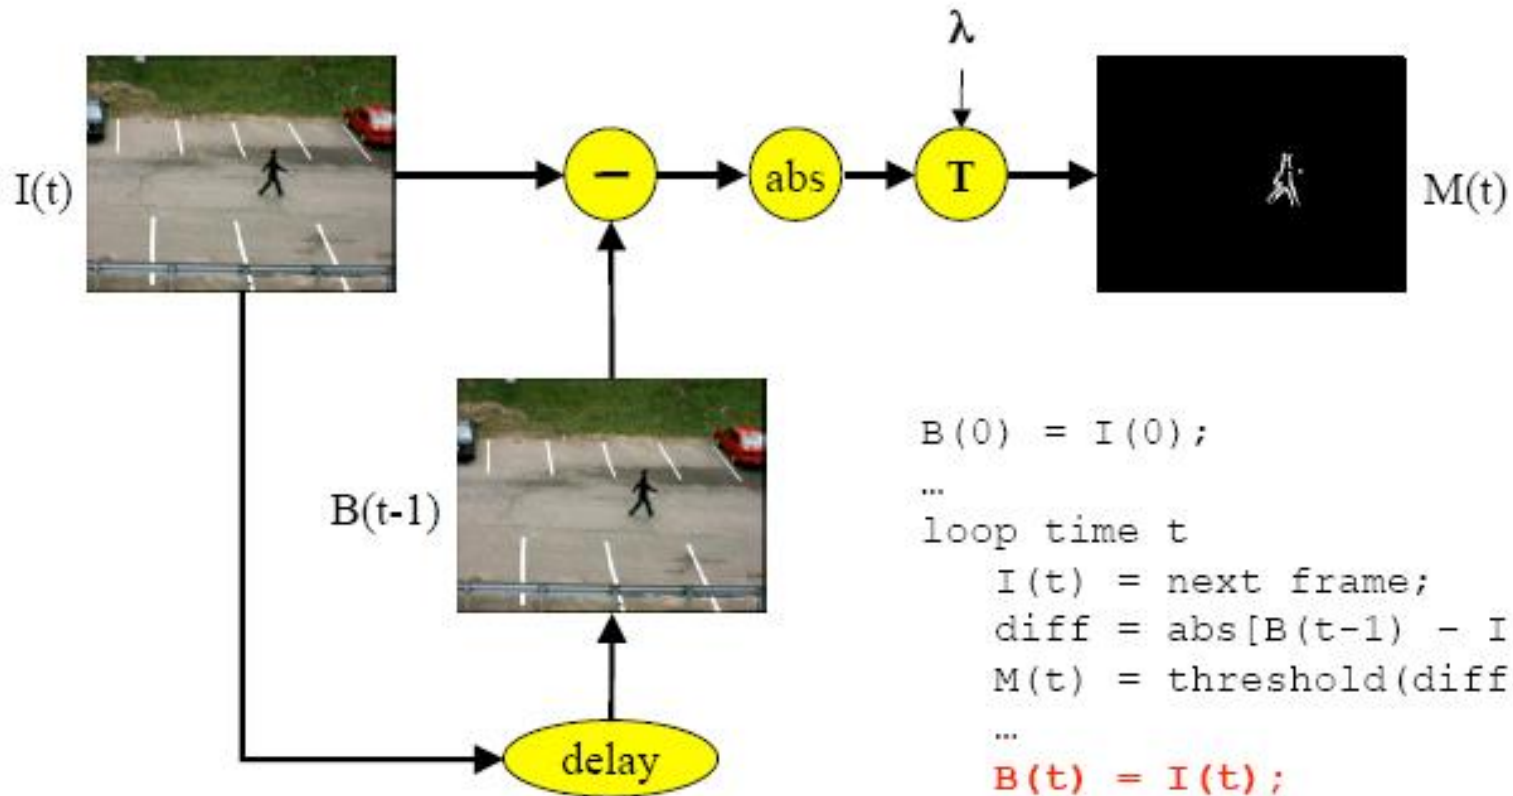 λ
I(t)
−
abs
T
M(t)
B(t-1)
delay
B(0) = I(0);
…
loop time t
I(t) = next frame;
diff = abs[B(t-1) - I
M(t) = threshold(diff
…
B(t) = I(t);